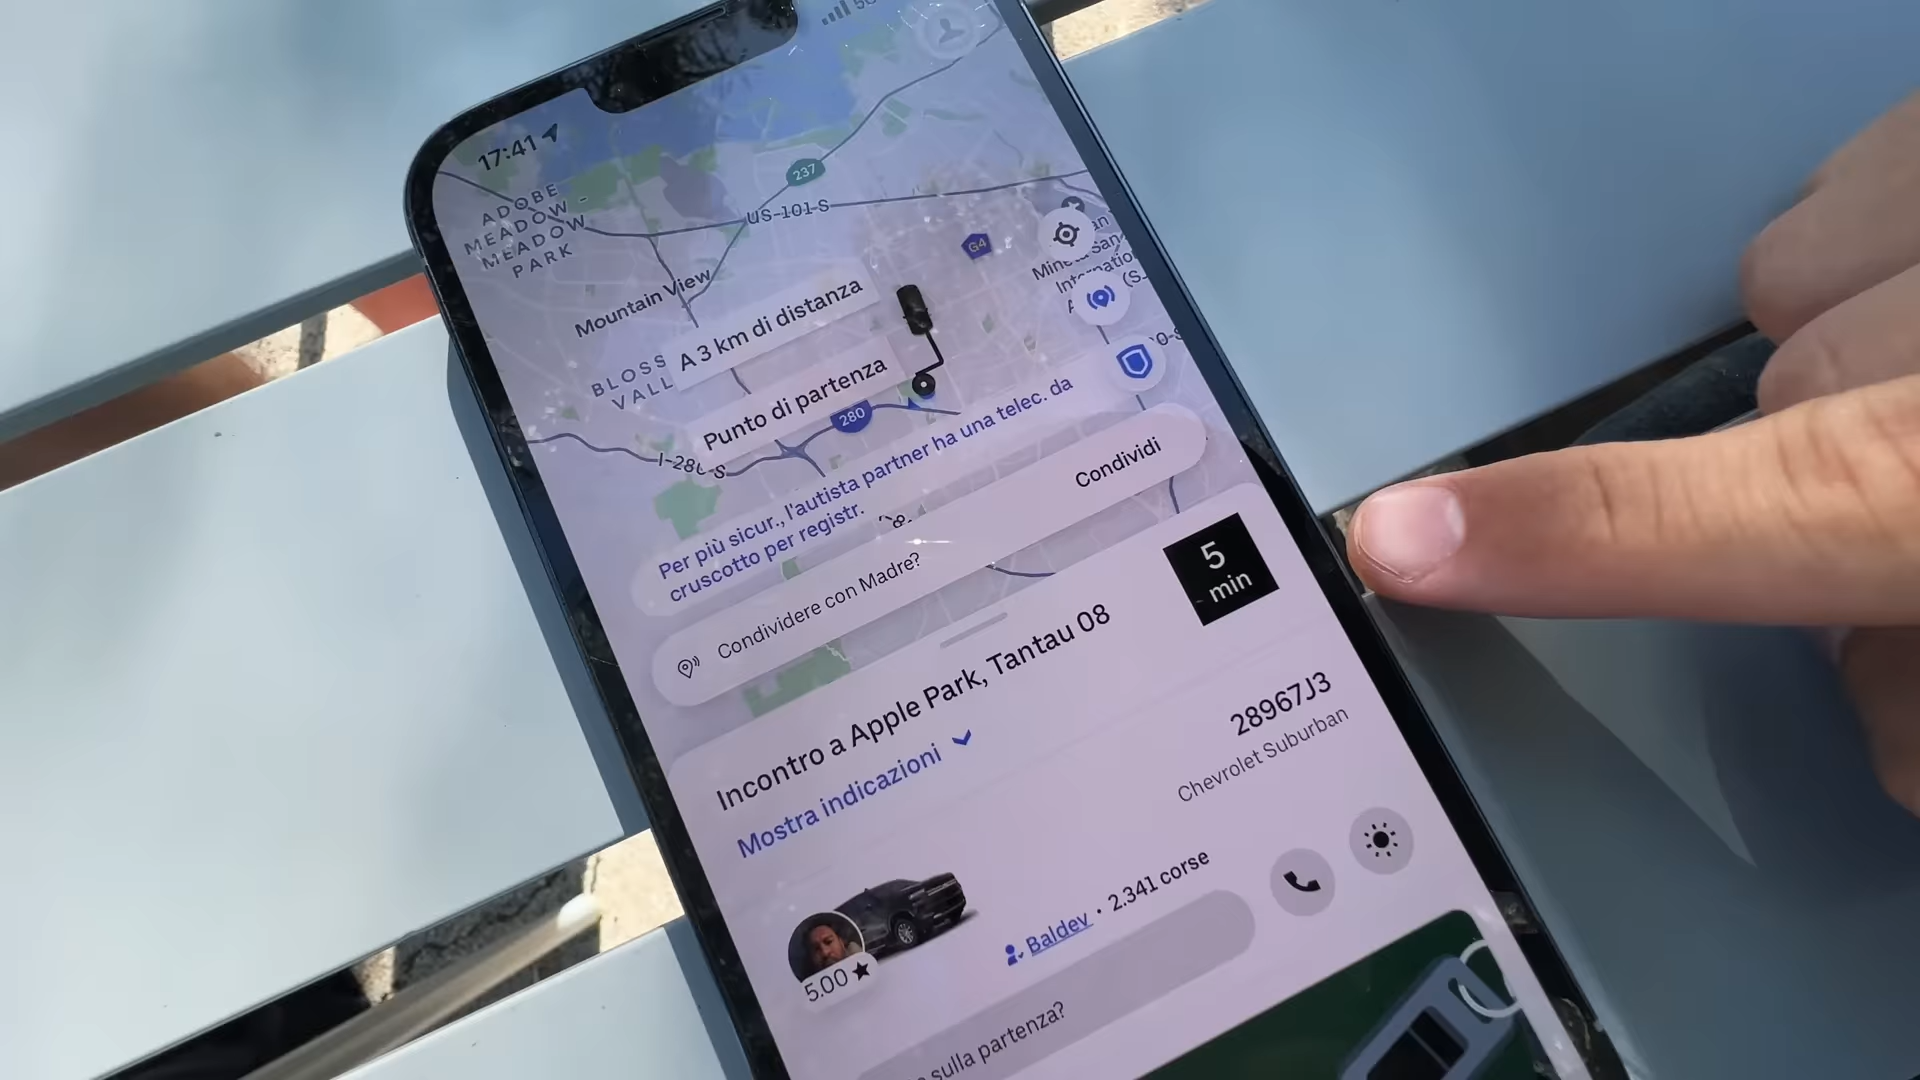 5G
17:41
237
ADOBE
MEADOW -
MEADOW
PARK
US-101 S
G4
Mountain View
A 3 km di distanza
BLOSS
VALL
Punto di partenza
280
I-280 S
Per più sicur., l'autista partner ha una telec. da
cruscotto per registr.
Condividere con Madre?
Condividi
5
min
Incontro a Apple Park, Tantau 08
Mostra indicazioni
28967J3
Chevrolet Suburban
5.00
Baldev · 2.341 corse
sulla partenza?